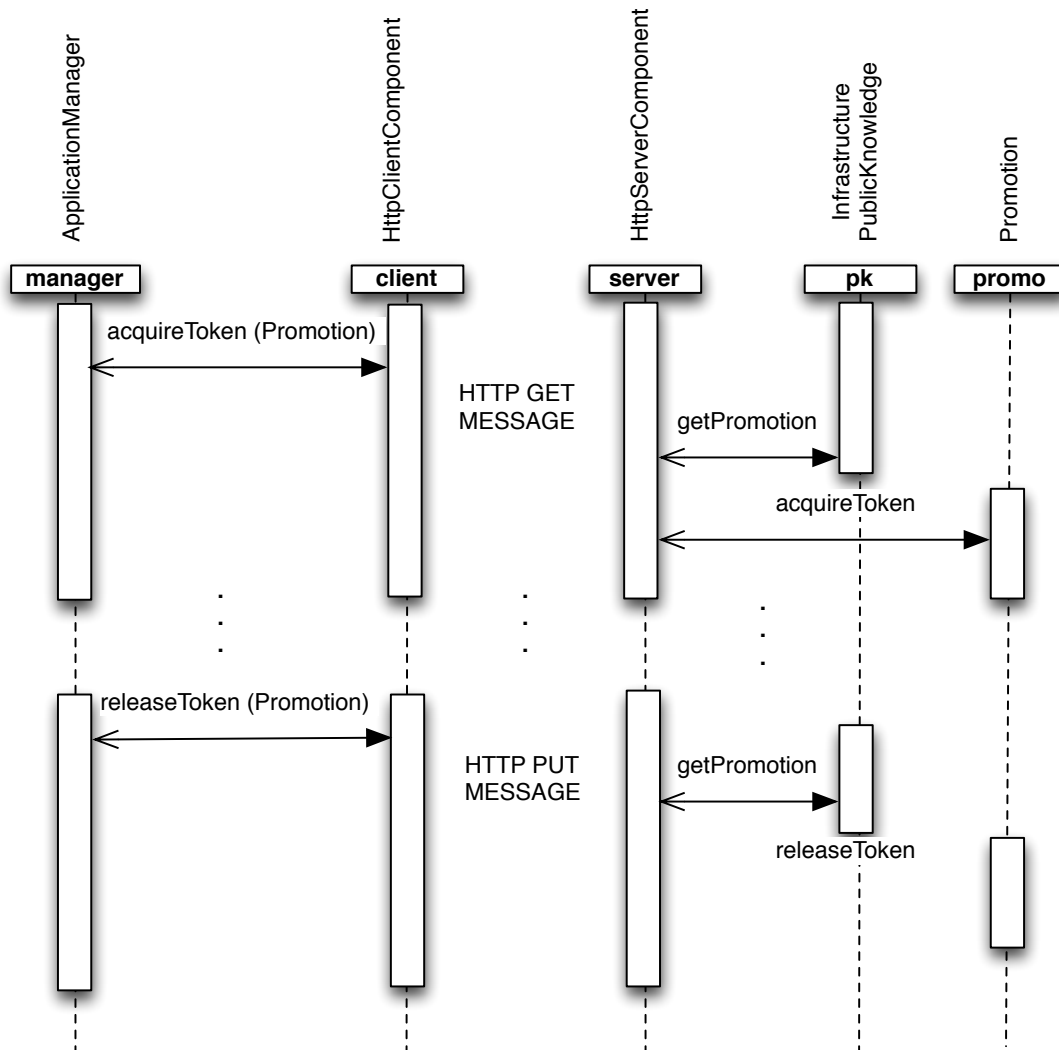 ApplicationManager
HttpClientComponent
HttpServerComponent
Infrastructure
PublicKnowledge
Promotion
manager
client
server
pk
promo
acquireToken (Promotion)
HTTP GET
MESSAGE
getPromotion
acquireToken
. . .
. . .
. . .
releaseToken (Promotion)
HTTP PUT
MESSAGE
getPromotion
releaseToken